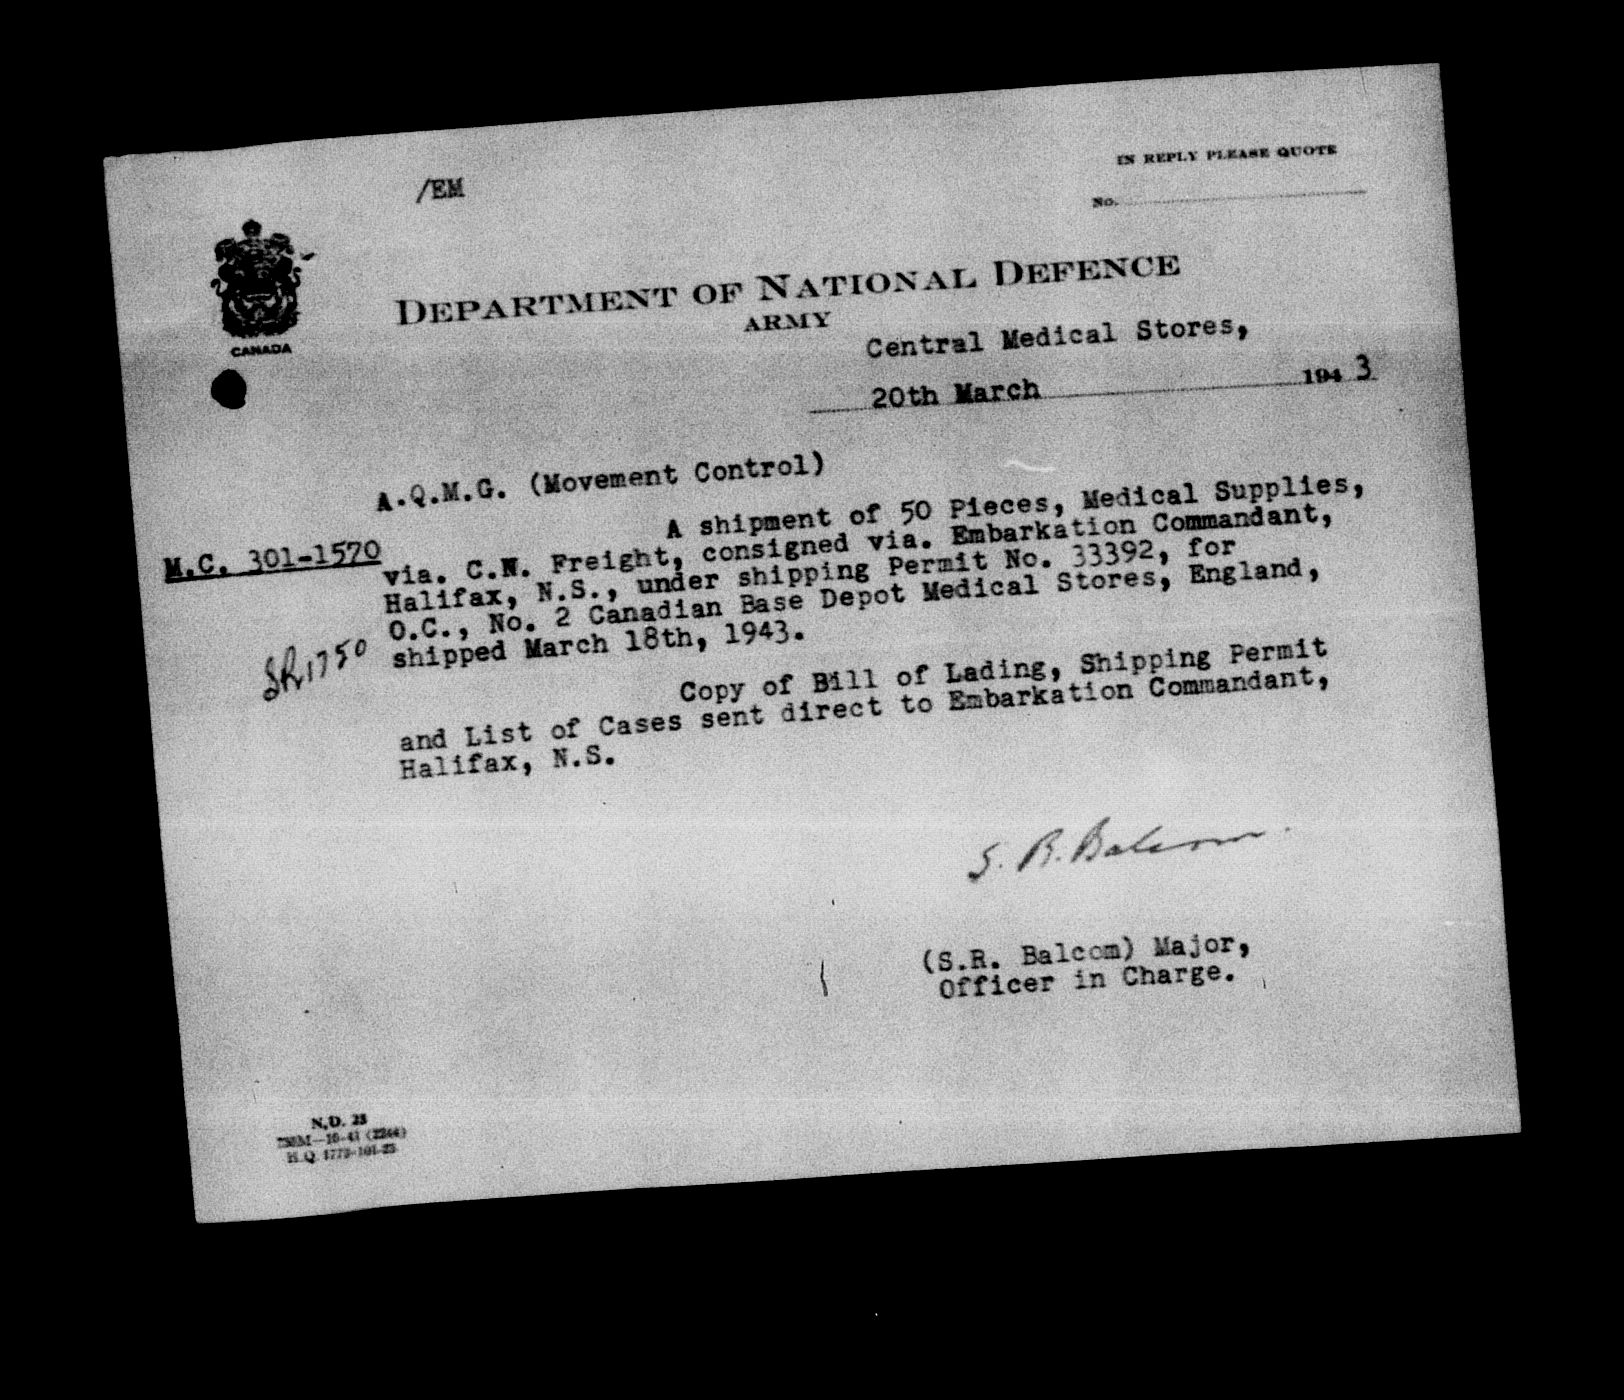 IN REPLY PLEASE QUOTE
/EM
No.
DEPARTMENT OF NATIONAL DEFENCE
ARMY
CANADA
Central Medical Stores,
20th March 1943
A.Q.M.G. (Movement Control)
M.C. 301-1570
A shipment of 50 Pieces, Medical Supplies,
via. C.N. Freight, consigned via. Embarkation Commandant,
Halifax, N.S., under shipping Permit No. 33392, for
O.C., No. 2 Canadian Base Depot Medical Stores, England,
shipped March 18th, 1943.
SR1750
Copy of Bill of Lading, Shipping Permit
and List of Cases sent direct to Embarkation Commandant,
Halifax, N.S.
S. R. Balcom.
(S.R. Balcom) Major,
Officer in Charge.
N.D. 23
H.Q. 1772-101-23